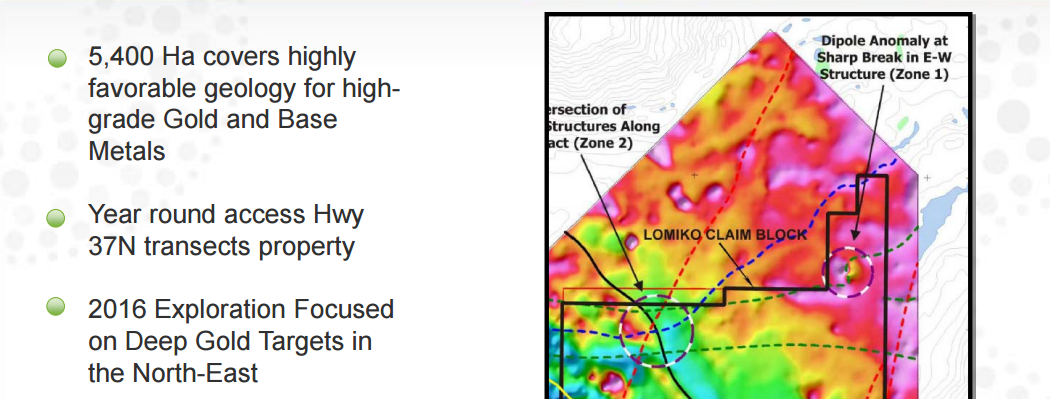 5,400 Ha covers highly
favorable geology for high-
grade Gold and Base
Metals
Year round access Hwy
37N transects property
2016 Exploration Focused
on Deep Gold Targets in
the North-East
Dipole Anomaly at
Sharp Break in E-W
Structure (Zone 1)
ersection of
Structures Along
act (Zone 2)
LOMIKO CLAIM BLOCK